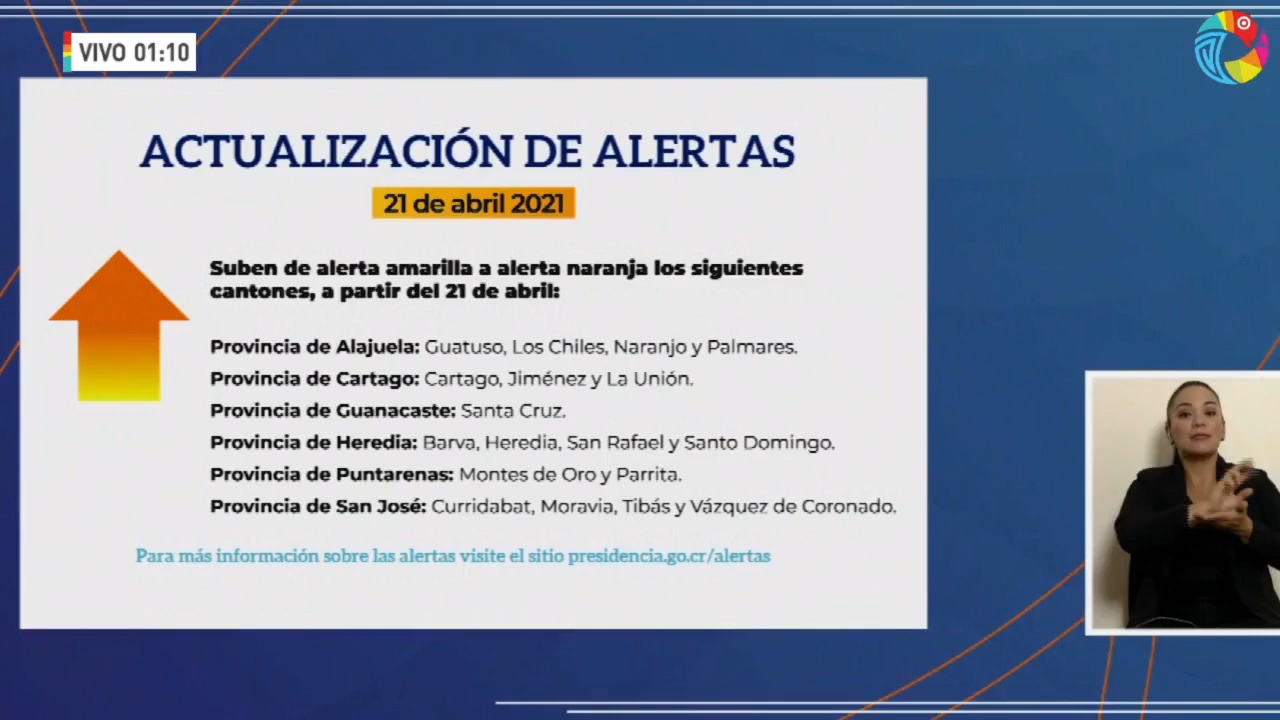 VIVO 01:10
ACTUALIZACIÓN DE ALERTAS
21 de abril 2021
Suben de alerta amarilla a alerta naranja los siguientes
cantones, a partir del 21 de abril:
Provincia de Alajuela: Guatuso, Los Chiles, Naranjo y Palmares.
Provincia de Cartago: Cartago, Jiménez y La Unión.
Provincia de Guanacaste: Santa Cruz.
Provincia de Heredia: Barva, Heredia, San Rafael y Santo Domingo.
Provincia de Puntarenas: Montes de Oro y Parrita.
Provincia de San José: Curridabat, Moravia, Tibás y Vázquez de Coronado.
Para más información sobre las alertas visite el sitio presidencia.go.cr/alertas